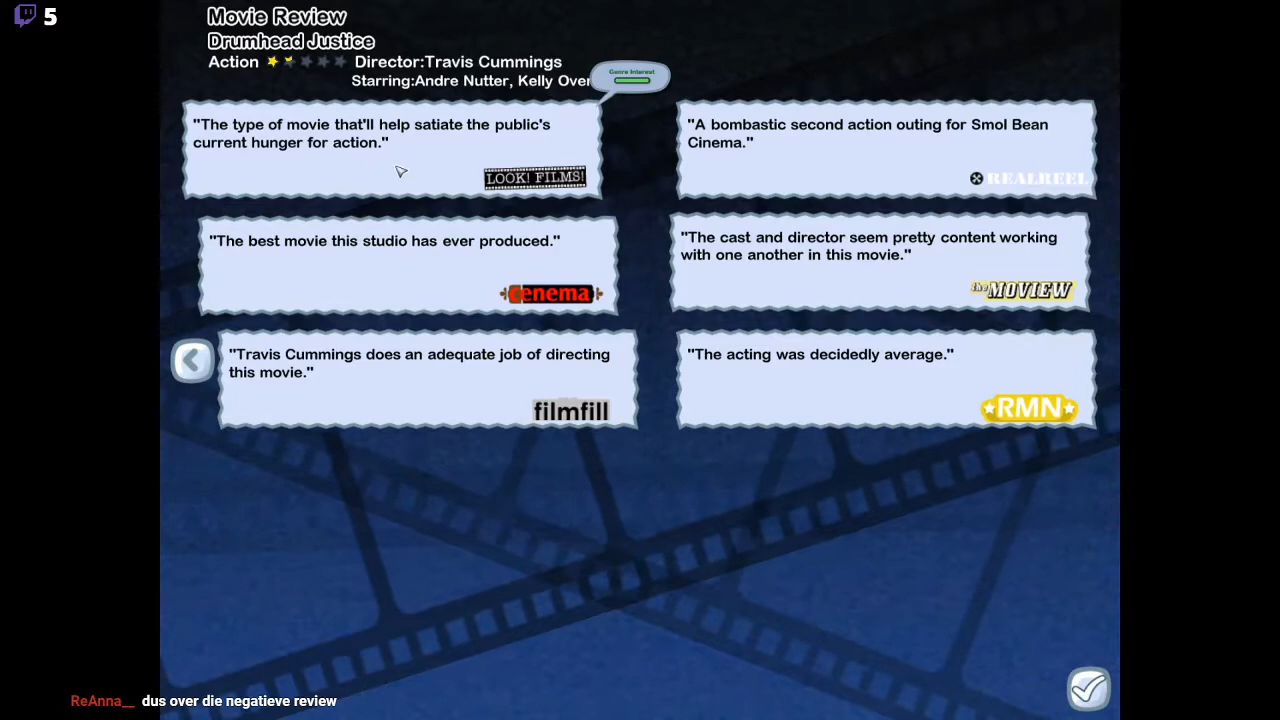 5
Movie Review
Drumhead Justice
Action Director:Travis Cummings
Starring:Andre Nutter, Kelly Over
Genre Interest
"The type of movie that'll help satiate the public's
current hunger for action."
LOOK! FILMS!
"A bombastic second action outing for Smol Bean
Cinema."
REALREEL
"The best movie this studio has ever produced."
cenema
"The cast and director seem pretty content working
with one another in this movie."
the MOVIEW
"Travis Cummings does an adequate job of directing
this movie."
filmfill
"The acting was decidedly average."
RMN
ReAnna__ dus over die negatieve review